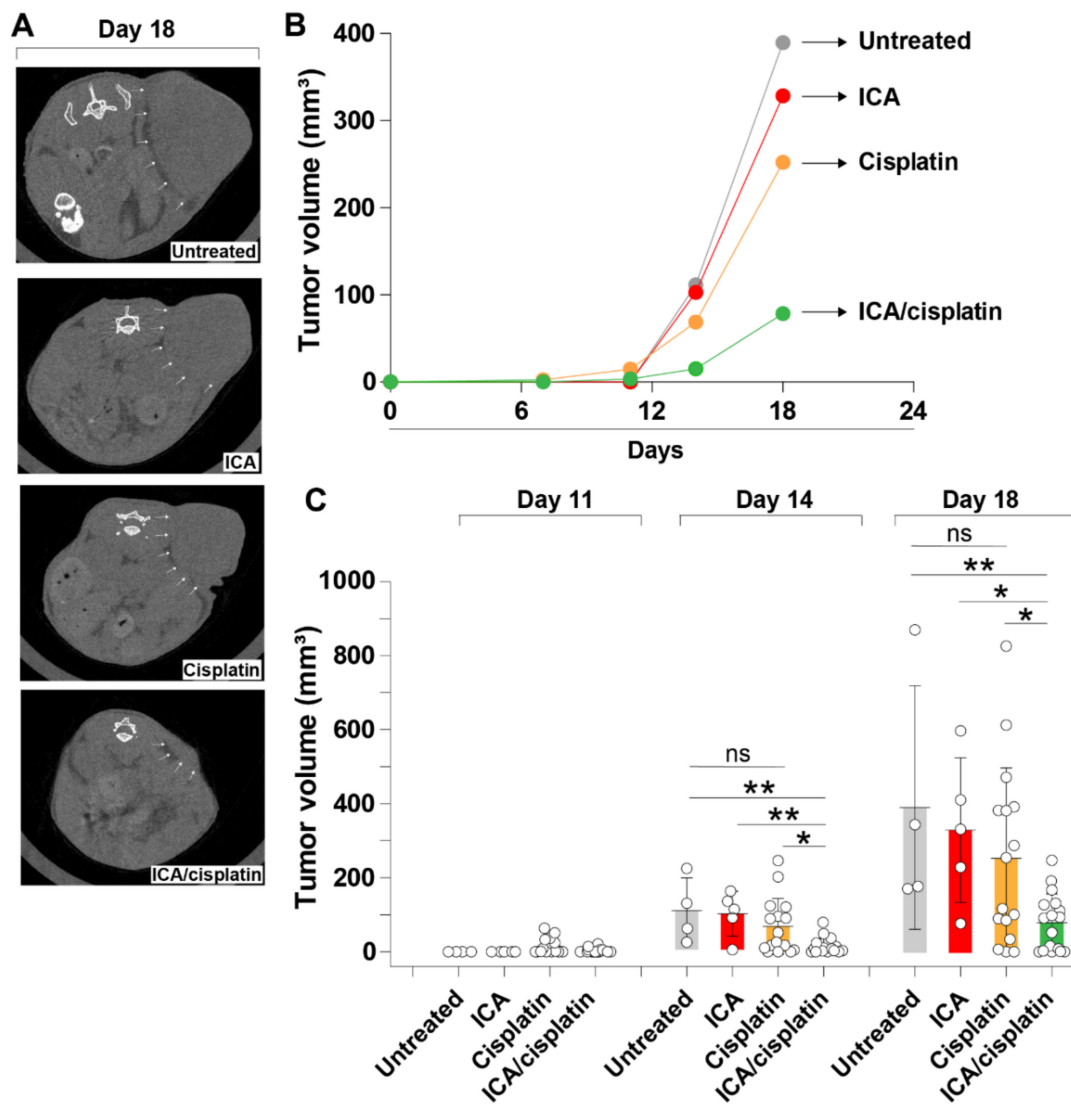 A
Day 18
Untreated
ICA
Cisplatin
ICA/cisplatin
B
Tumor volume (mm³)
400
300
200
100
0
0 6 12 18 24
Days
Untreated
ICA
Cisplatin
ICA/cisplatin
C
Day 11 Day 14 Day 18
ns
**
*
*
ns
**
**
*
Tumor volume (mm³)
1000
800
600
400
200
0
Untreated ICA Cisplatin ICA/cisplatin Untreated ICA Cisplatin ICA/cisplatin Untreated ICA Cisplatin ICA/cisplatin